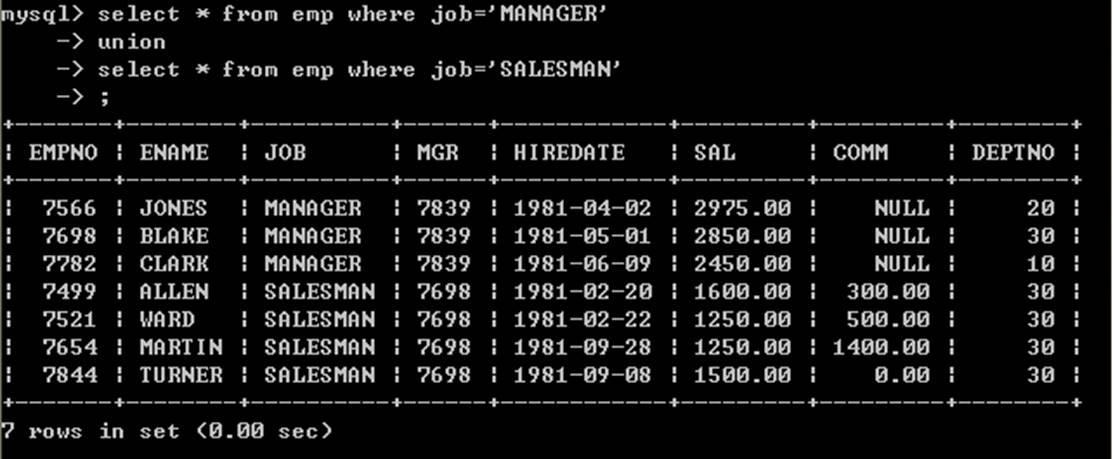 mysql> select * from emp where job='MANAGER'
    -> union
    -> select * from emp where job='SALESMAN'
    -> ;
+-------+--------+----------+------+------------+---------+---------+--------+
| EMPNO | ENAME  | JOB      | MGR  | HIREDATE   | SAL     | COMM    | DEPTNO |
+-------+--------+----------+------+------------+---------+---------+--------+
|  7566 | JONES  | MANAGER  | 7839 | 1981-04-02 | 2975.00 |    NULL |     20 |
|  7698 | BLAKE  | MANAGER  | 7839 | 1981-05-01 | 2850.00 |    NULL |     30 |
|  7782 | CLARK  | MANAGER  | 7839 | 1981-06-09 | 2450.00 |    NULL |     10 |
|  7499 | ALLEN  | SALESMAN | 7698 | 1981-02-20 | 1600.00 |  300.00 |     30 |
|  7521 | WARD   | SALESMAN | 7698 | 1981-02-22 | 1250.00 |  500.00 |     30 |
|  7654 | MARTIN | SALESMAN | 7698 | 1981-09-28 | 1250.00 | 1400.00 |     30 |
|  7844 | TURNER | SALESMAN | 7698 | 1981-09-08 | 1500.00 |    0.00 |     30 |
+-------+--------+----------+------+------------+---------+---------+--------+
7 rows in set (0.00 sec)